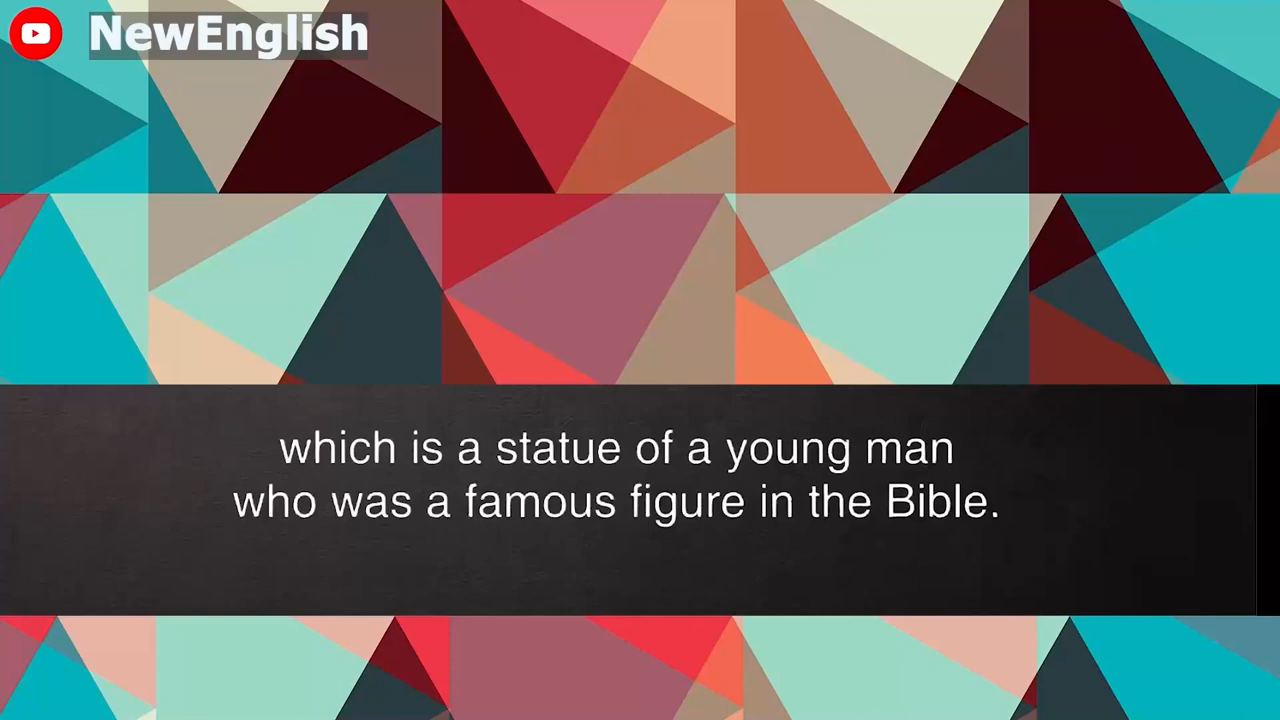 NewEnglish
which is a statue of a young man
who was a famous figure in the Bible.